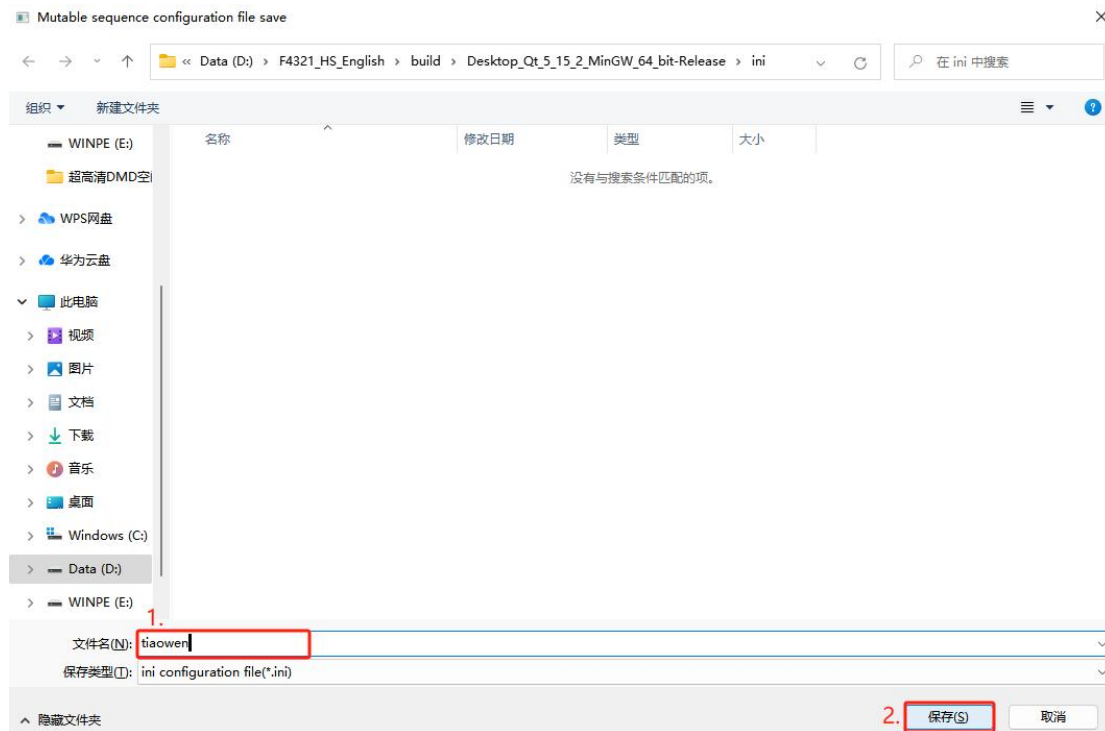 Mutable sequence configuration file save
« Data (D:) › F4321_HS_English › build › Desktop_Qt_5_15_2_MinGW_64_bit-Release › ini
在 ini 中搜索
组织 新建文件夹
名称 修改日期 类型 大小
没有与搜索条件匹配的项。
WINPE (E:)
超高清DMD空
WPS网盘
华为云盘
此电脑
视频
图片
文档
下载
音乐
桌面
Windows (C:)
Data (D:)
WINPE (E:)
1.
文件名(N): tiaowen
保存类型(T): ini configuration file(*.ini)
隐藏文件夹
2. 保存(S) 取消